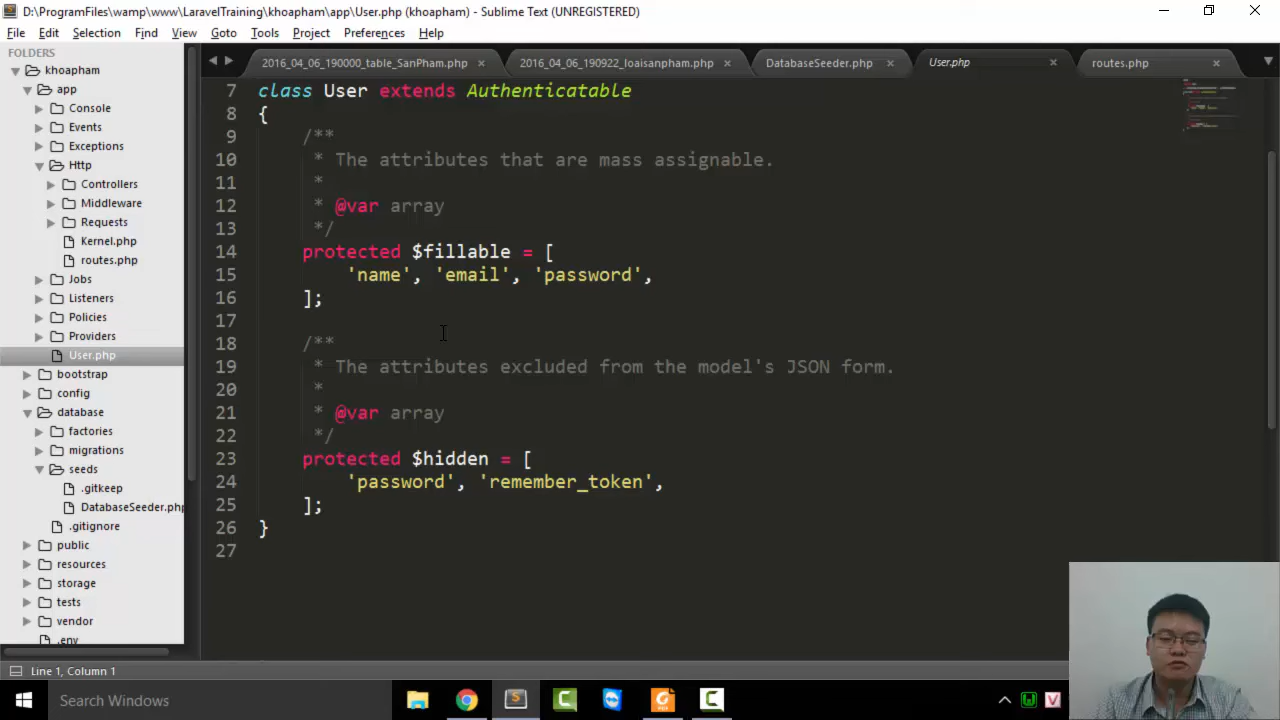 D:\ProgramFiles\wamp\www\LaravelTraining\khoapham\app\User.php (khoapham) - Sublime Text (UNREGISTERED)
File Edit Selection Find View Goto Tools Project Preferences Help
FOLDERS
khoapham
app
Console
Events
Exceptions
Http
Controllers
Middleware
Requests
Kernel.php
routes.php
Jobs
Listeners
Policies
Providers
User.php
bootstrap
config
database
factories
migrations
seeds
.gitkeep
DatabaseSeeder.php
.gitignore
public
resources
storage
tests
vendor
.env
2016_04_06_190000_table_SanPham.php 2016_04_06_190922_loaisanpham.php DatabaseSeeder.php User.php routes.php
7 class User extends Authenticatable
8 {
9 /**
10 * The attributes that are mass assignable.
11 *
12 * @var array
13 */
14 protected $fillable = [
15 'name', 'email', 'password',
16 ];
17
18 /**
19 * The attributes excluded from the model's JSON form.
20 *
21 * @var array
22 */
23 protected $hidden = [
24 'password', 'remember_token',
25 ];
26 }
27
Line 1, Column 1
Search Windows